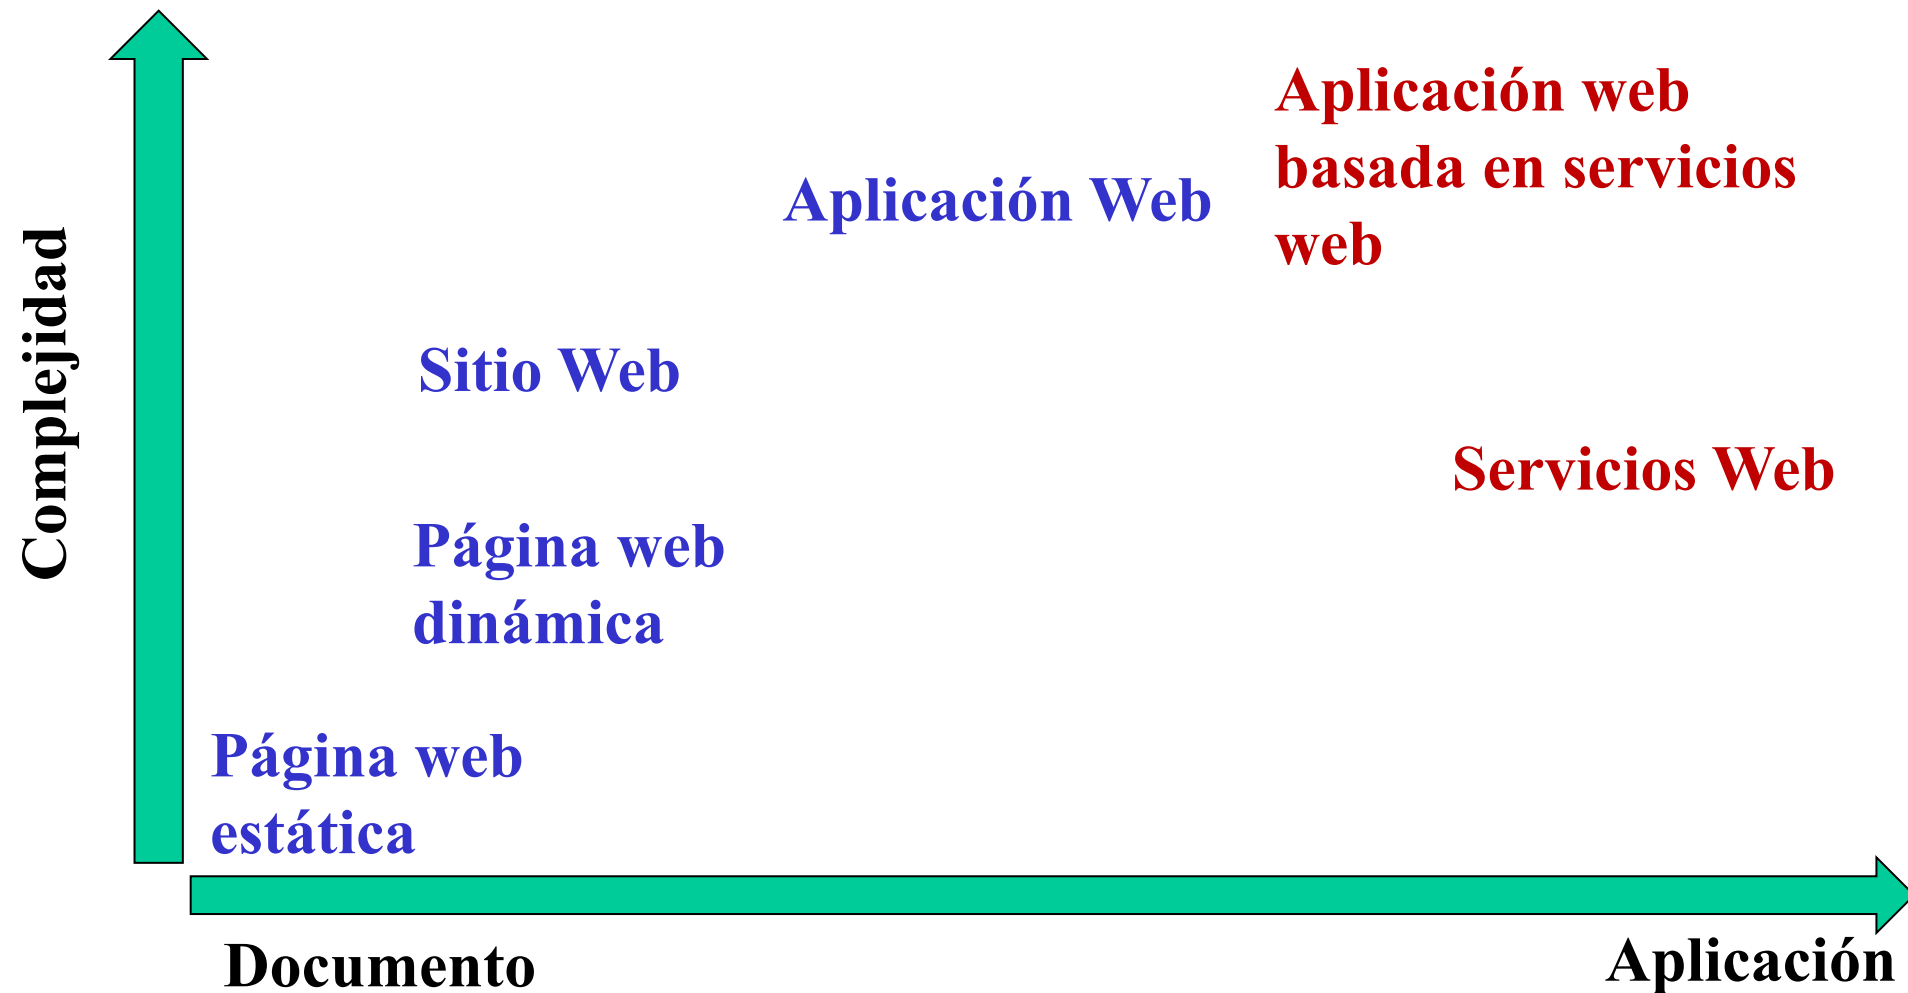 Complejidad
Aplicación web
basada en servicios
web
Aplicación Web
Sitio Web
Servicios Web
Página web
dinámica
Página web
estática
Documento
Aplicación